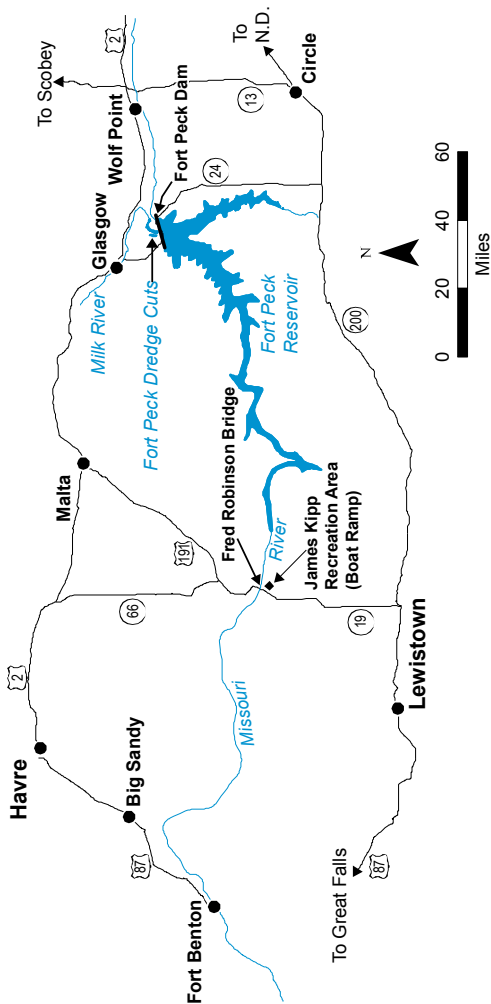 To Scobey
2
Wolf Point
Fort Peck Dam
13
To
N.D.
Circle
24
Glasgow
Milk River
Fort Peck Dredge Cuts
Fort Peck
Reservoir
200
Malta
191
Fred Robinson Bridge
River
James Kipp
Recreation Area
(Boat Ramp)
66
19
2
Havre
Big Sandy
87
Missouri
Fort Benton
Lewistown
To Great Falls
87
N
0
20
40
60
Miles